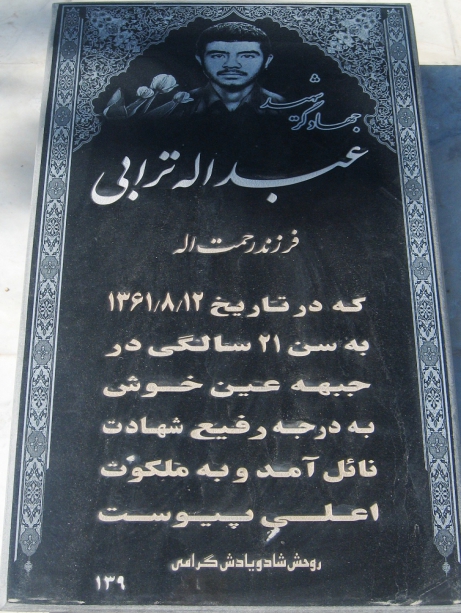 جهادگر شهید
عبداله ترابی
فرزند رحمت اله
که در تاریخ ۱۳۶۱/۸/۱۲
به سن ۲۱ سالگی در
جبهه عین خوش
به درجه رفیع شهادت
نائل آمد و به ملکوت
اعلی پیوست
روحش شاد و یادش گرامی
۱۳۹